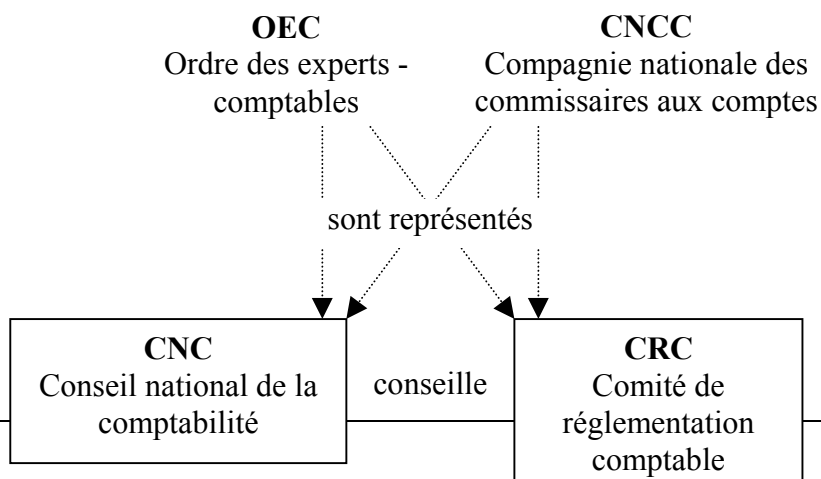 OEC
Ordre des experts -
comptables
CNCC
Compagnie nationale des
commissaires aux comptes
sont représentés
CNC
Conseil national de la
comptabilité
conseille
CRC
Comité de
réglementation
comptable